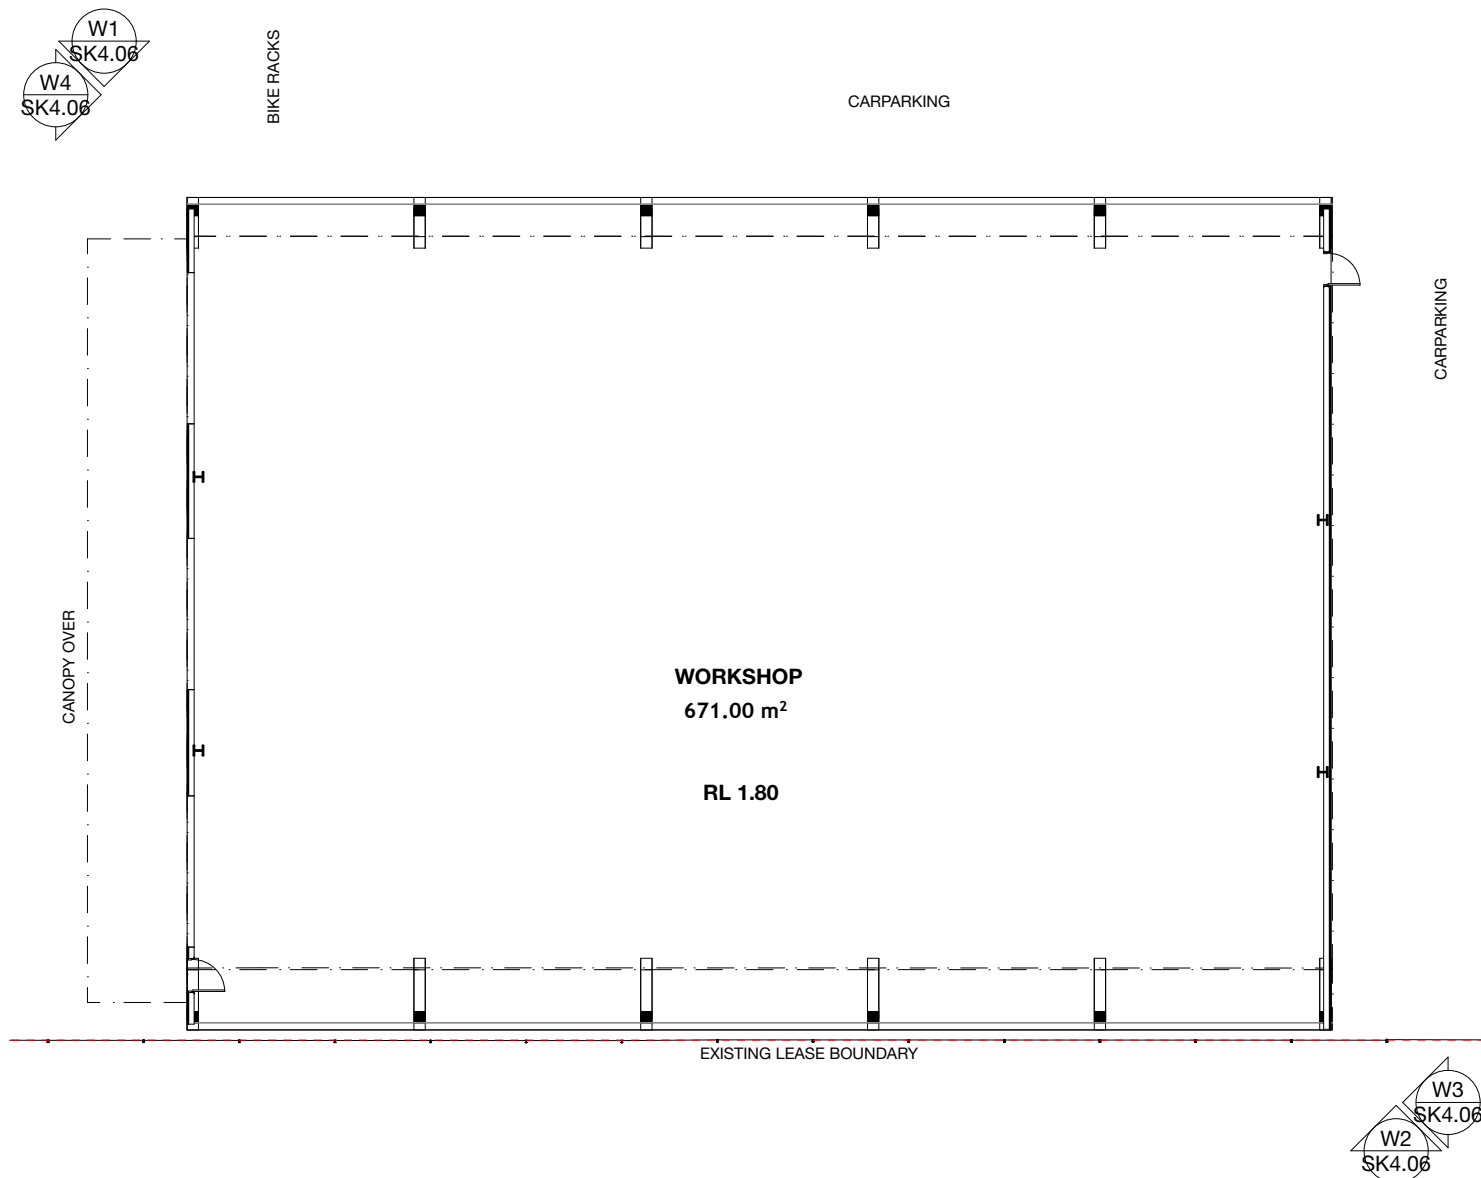 W1
SK4.06
W4
SK4.06
BIKE RACKS
CARPARKING
CARPARKING
CANOPY OVER
WORKSHOP
671.00 m²
RL 1.80
EXISTING LEASE BOUNDARY
W3
SK4.06
W2
SK4.06